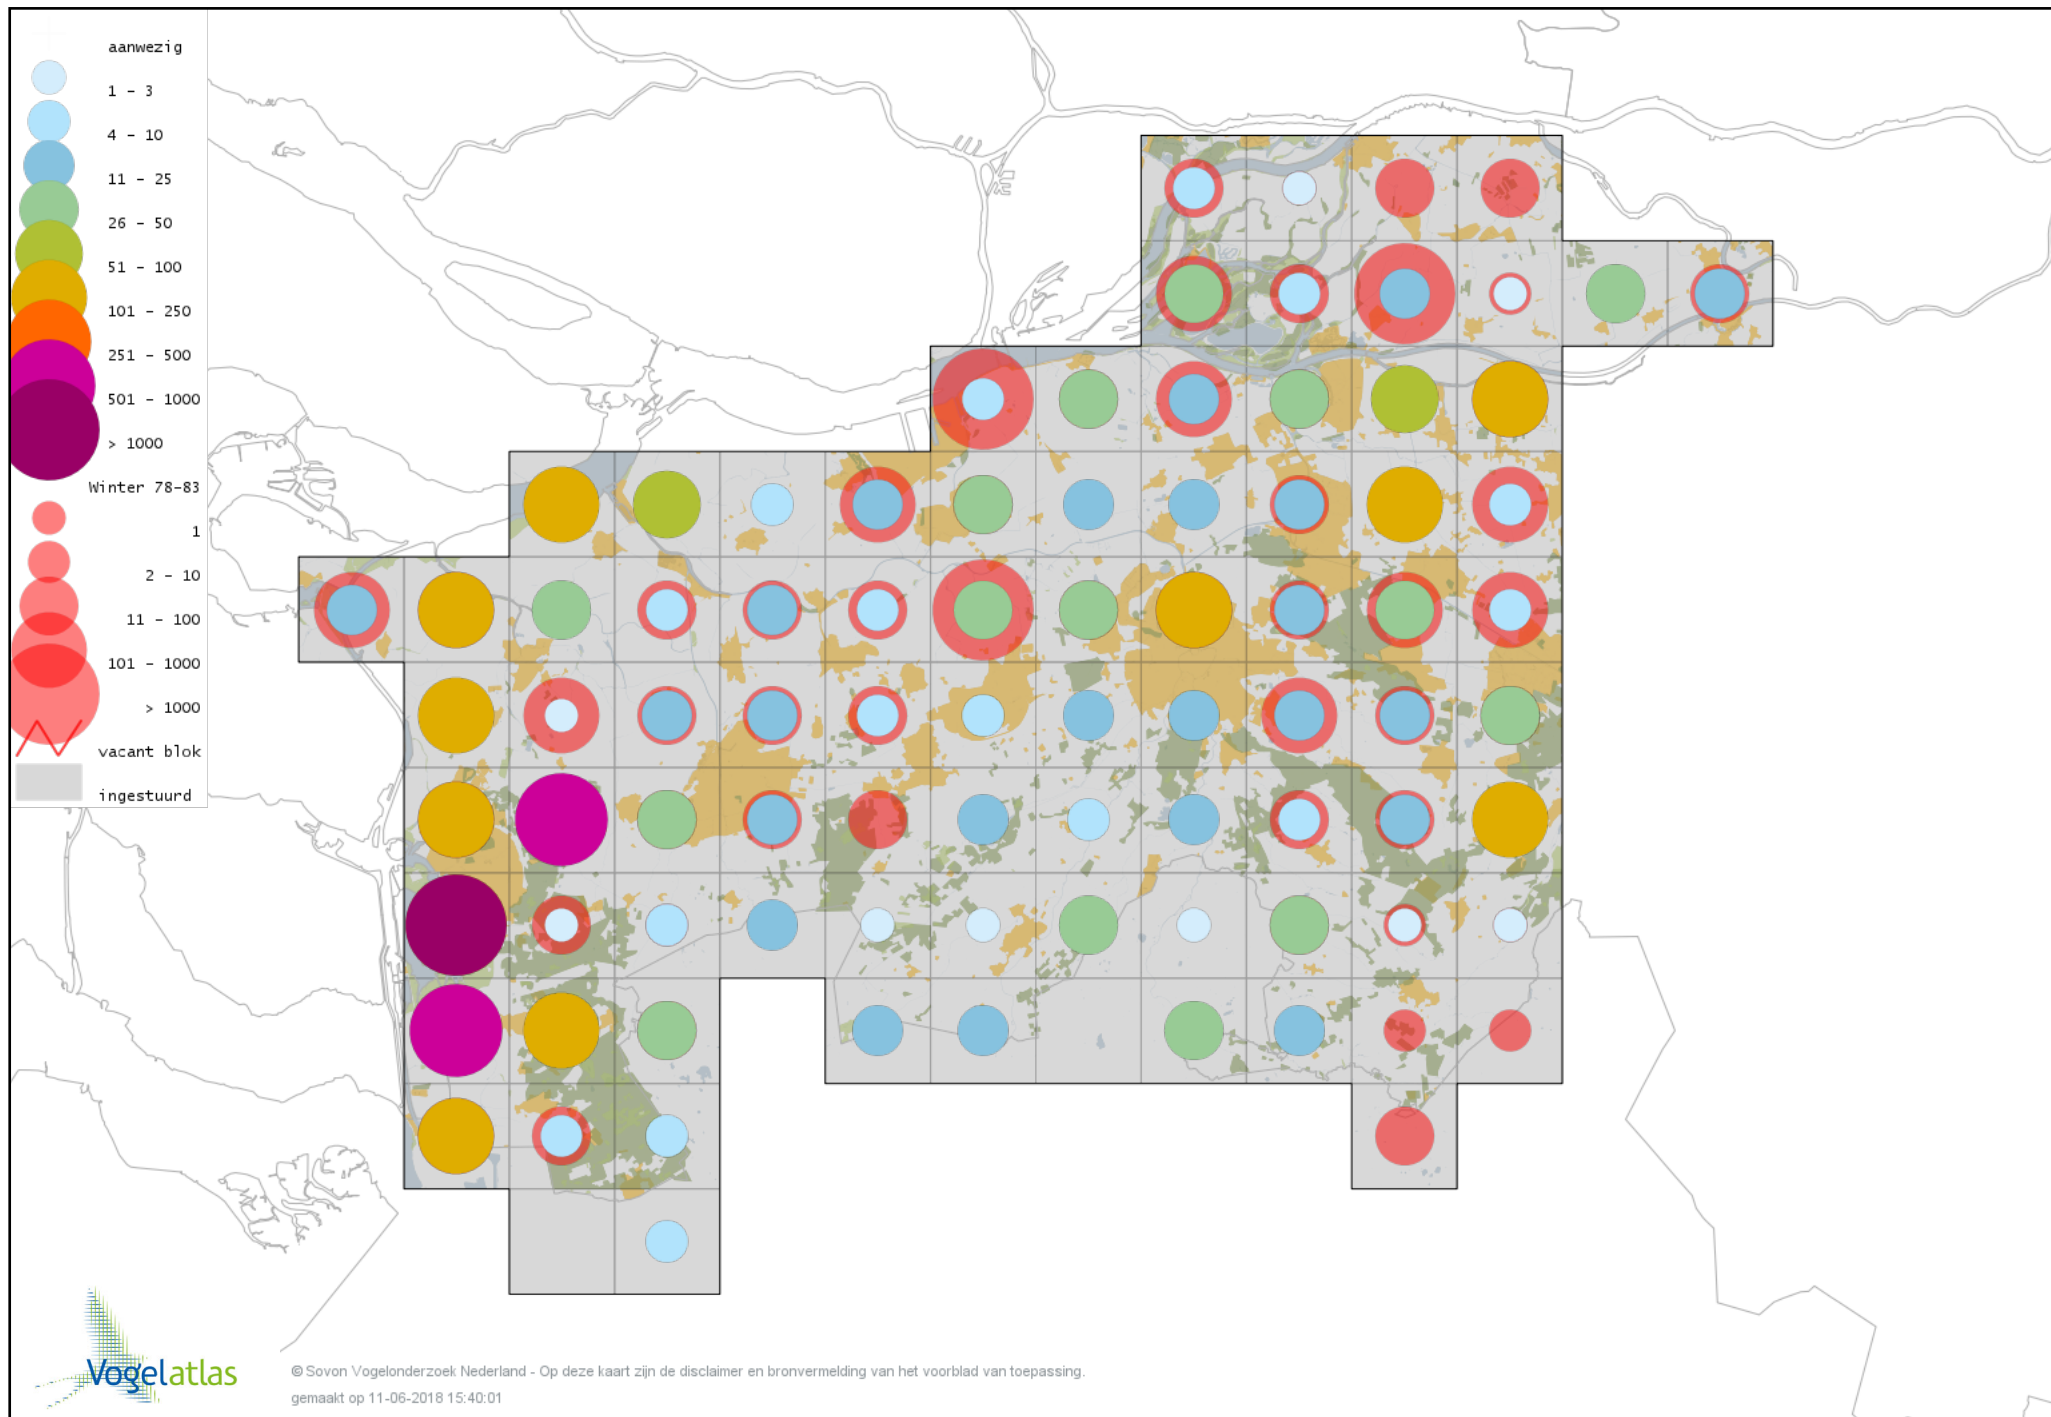 aanwezig
1 - 3
4 - 10
11 - 25
26 - 50
51 - 100
101 - 250
251 - 500
501 - 1000
> 1000
Winter 78-83
1
2 - 10
11 - 100
101 - 1000
> 1000
vacant blok
ingestuurd
Vogelatlas
© Sovon Vogelonderzoek Nederland - Op deze kaart zijn de disclaimer en bronvermelding van het voorblad van toepassing.
gemaakt op 11-06-2018 15:40:01